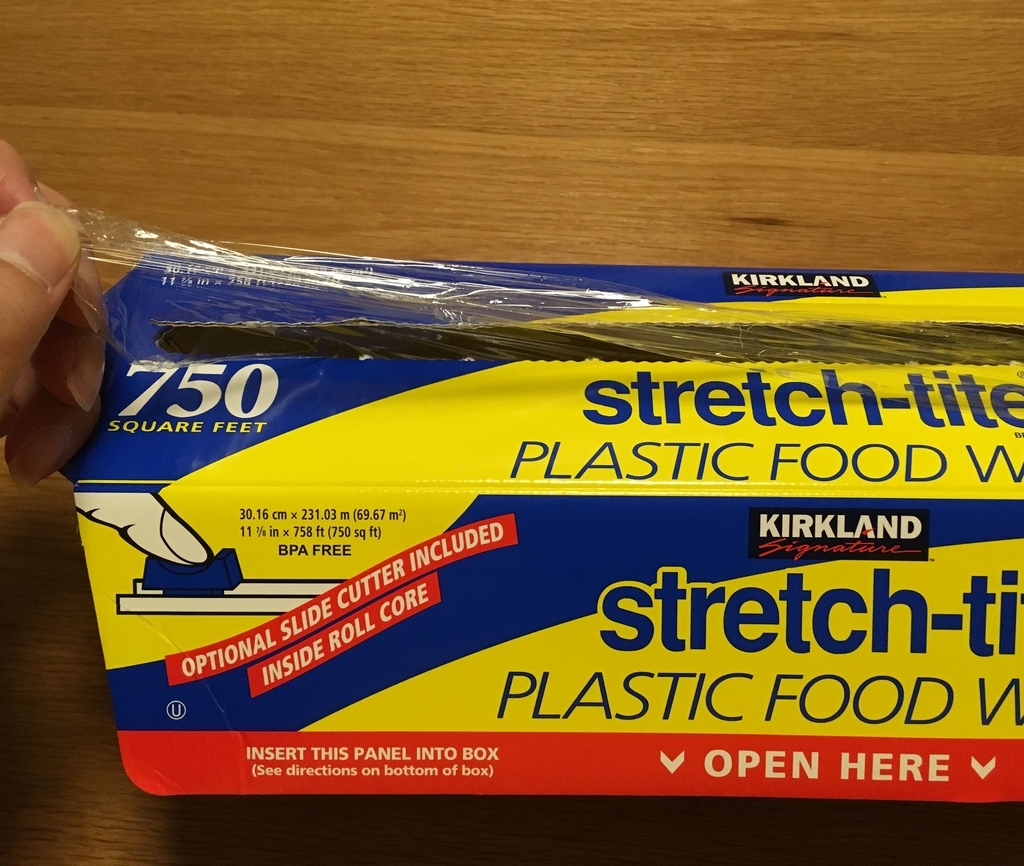 KIRKLAND
Signature
750
SQUARE FEET
stretch-tite
PLASTIC FOOD W
30.16 cm × 231.03 m (69.67 m²)
11 ⅞ in × 758 ft (750 sq ft)
BPA FREE
KIRKLAND
Signature
OPTIONAL SLIDE CUTTER INCLUDED
INSIDE ROLL CORE
stretch-ti
PLASTIC FOOD W
U
INSERT THIS PANEL INTO BOX
(See directions on bottom of box)
OPEN HERE